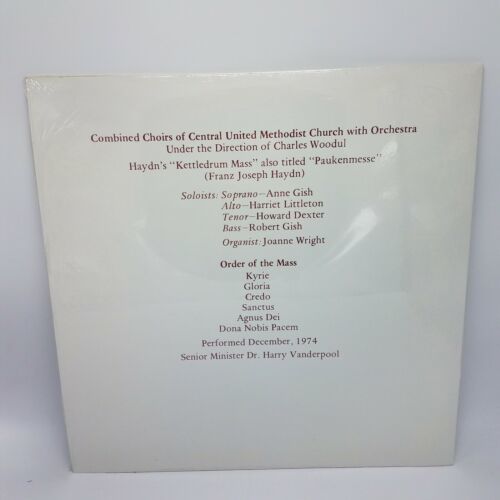 Combined Choirs of Central United Methodist Church with Orchestra
Under the Direction of Charles Woodul
Haydn's "Kettledrum Mass" also titled "Paukenmesse"
(Franz Joseph Haydn)
Soloists: Soprano—Anne Gish
Alto—Harriet Littleton
Tenor—Howard Dexter
Bass—Robert Gish
Organist: Joanne Wright
Order of the Mass
Kyrie
Gloria
Credo
Sanctus
Agnus Dei
Dona Nobis Pacem
Performed December, 1974
Senior Minister Dr. Harry Vanderpool